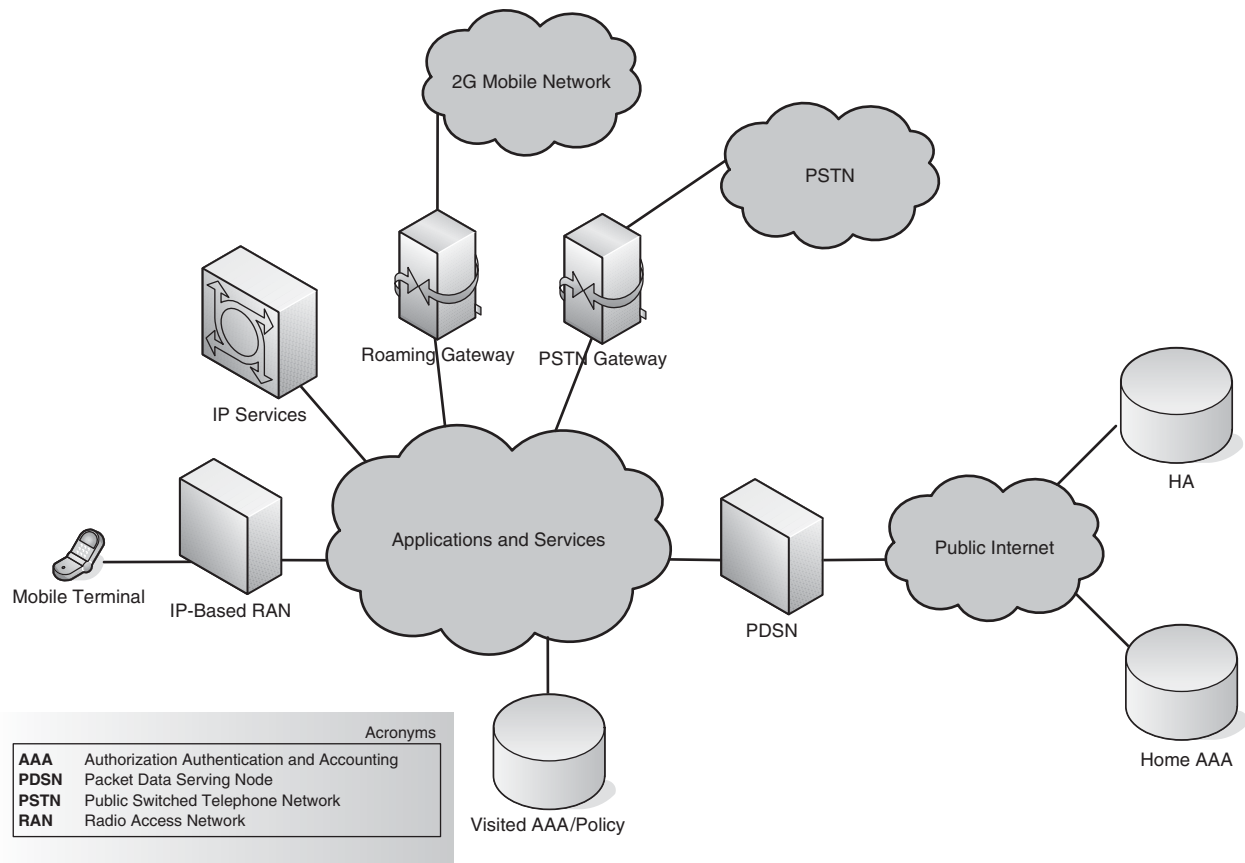 2G Mobile Network
PSTN
Roaming Gateway
PSTN Gateway
IP Services
HA
Applications and Services
Public Internet
Mobile Terminal
IP-Based RAN
PDSN
Home AAA
Visited AAA/Policy
Acronyms
AAA Authorization Authentication and Accounting
PDSN Packet Data Serving Node
PSTN Public Switched Telephone Network
RAN Radio Access Network